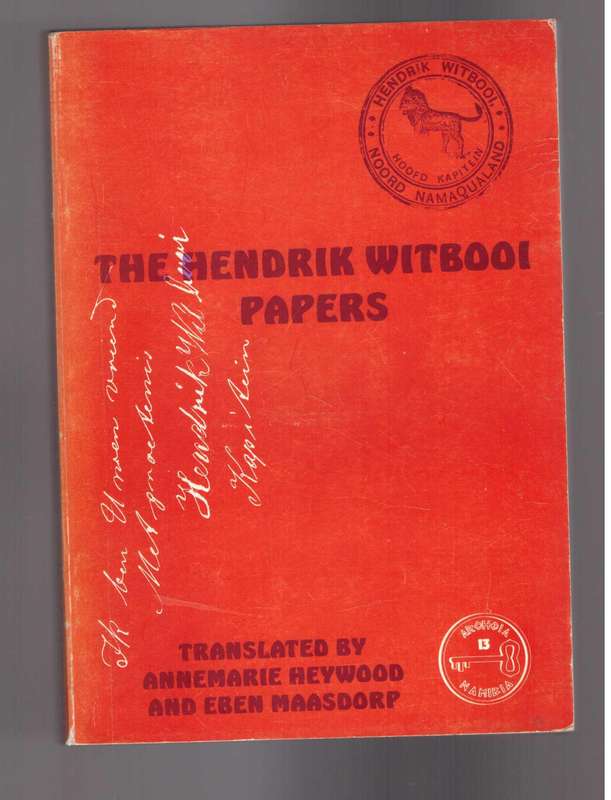 HENDRIK WITBOOI,
HOOFD KAPITEIN
NOORD NAMAQUALAND
THE HENDRIK WITBOOI
PAPERS
Ik ben U wen vriend
Met groetenis
Hendrik Witbooi
Kapitein
TRANSLATED BY
ANNEMARIE HEYWOOD
AND EBEN MAASDORP
ARCHEIA
13
NAMIBIA